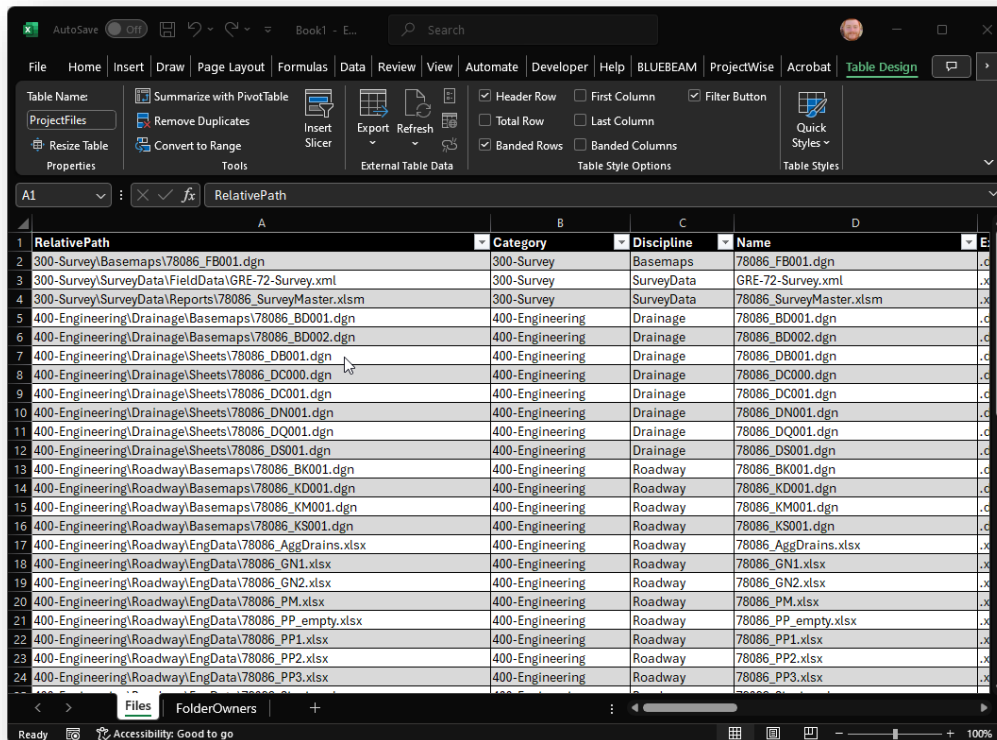 AutoSave Off Book1 - E... Search
File Home Insert Draw Page Layout Formulas Data Review View Automate Developer Help BLUEBEAM ProjectWise Acrobat Table Design
Table Name:
ProjectFiles
Resize Table
Properties
Summarize with PivotTable
Remove Duplicates
Convert to Range
Insert
Slicer
Tools
Export Refresh
External Table Data
Header Row First Column Filter Button
Total Row Last Column
Banded Rows Banded Columns
Table Style Options
Quick
Styles
Table Styles
A1 fx RelativePath
A B C D
1 RelativePath Category Discipline Name
2 300-Survey\Basemaps\78086_FB001.dgn 300-Survey Basemaps 78086_FB001.dgn
3 300-Survey\SurveyData\FieldData\GRE-72-Survey.xml 300-Survey SurveyData GRE-72-Survey.xml
4 300-Survey\SurveyData\Reports\78086_SurveyMaster.xlsm 300-Survey SurveyData 78086_SurveyMaster.xlsm
5 400-Engineering\Drainage\Basemaps\78086_BD001.dgn 400-Engineering Drainage 78086_BD001.dgn
6 400-Engineering\Drainage\Basemaps\78086_BD002.dgn 400-Engineering Drainage 78086_BD002.dgn
7 400-Engineering\Drainage\Sheets\78086_DB001.dgn 400-Engineering Drainage 78086_DB001.dgn
8 400-Engineering\Drainage\Sheets\78086_DC000.dgn 400-Engineering Drainage 78086_DC000.dgn
9 400-Engineering\Drainage\Sheets\78086_DC001.dgn 400-Engineering Drainage 78086_DC001.dgn
10 400-Engineering\Drainage\Sheets\78086_DN001.dgn 400-Engineering Drainage 78086_DN001.dgn
11 400-Engineering\Drainage\Sheets\78086_DQ001.dgn 400-Engineering Drainage 78086_DQ001.dgn
12 400-Engineering\Drainage\Sheets\78086_DS001.dgn 400-Engineering Drainage 78086_DS001.dgn
13 400-Engineering\Roadway\Basemaps\78086_BK001.dgn 400-Engineering Roadway 78086_BK001.dgn
14 400-Engineering\Roadway\Basemaps\78086_KD001.dgn 400-Engineering Roadway 78086_KD001.dgn
15 400-Engineering\Roadway\Basemaps\78086_KM001.dgn 400-Engineering Roadway 78086_KM001.dgn
16 400-Engineering\Roadway\Basemaps\78086_KS001.dgn 400-Engineering Roadway 78086_KS001.dgn
17 400-Engineering\Roadway\EngData\78086_AggDrains.xlsx 400-Engineering Roadway 78086_AggDrains.xlsx
18 400-Engineering\Roadway\EngData\78086_GN1.xlsx 400-Engineering Roadway 78086_GN1.xlsx
19 400-Engineering\Roadway\EngData\78086_GN2.xlsx 400-Engineering Roadway 78086_GN2.xlsx
20 400-Engineering\Roadway\EngData\78086_PM.xlsx 400-Engineering Roadway 78086_PM.xlsx
21 400-Engineering\Roadway\EngData\78086_PP_empty.xlsx 400-Engineering Roadway 78086_PP_empty.xlsx
22 400-Engineering\Roadway\EngData\78086_PP1.xlsx 400-Engineering Roadway 78086_PP1.xlsx
23 400-Engineering\Roadway\EngData\78086_PP2.xlsx 400-Engineering Roadway 78086_PP2.xlsx
24 400-Engineering\Roadway\EngData\78086_PP3.xlsx 400-Engineering Roadway 78086_PP3.xlsx
Files FolderOwners
Ready Accessibility: Good to go 100%